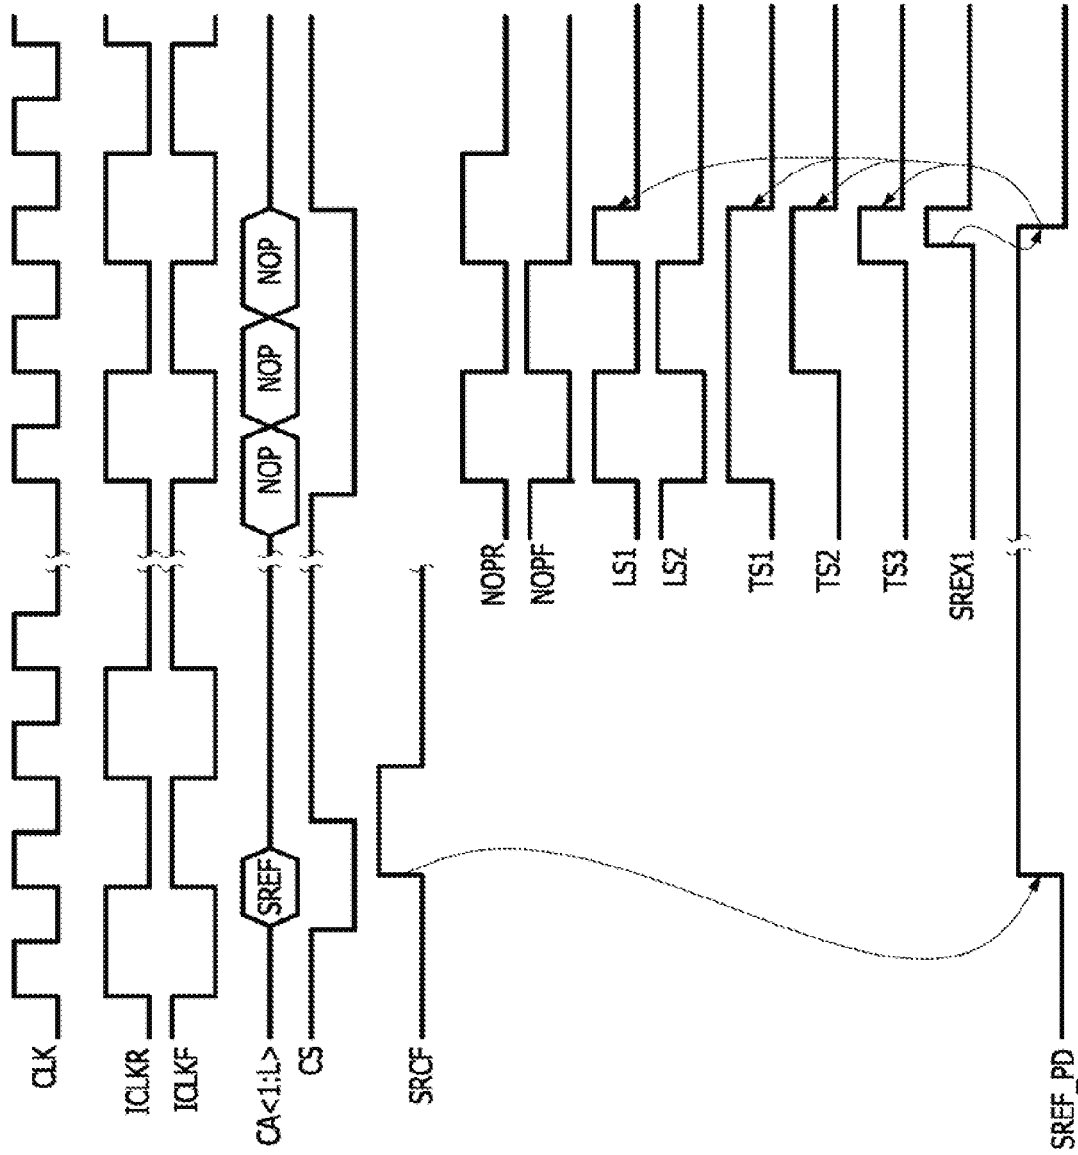 CLK
ICLKR
ICLKF
CA<1:L>
SREF
NOP
NOP
NOP
CS
SRCF
NOPR
NOPF
LS1
LS2
TS1
TS2
TS3
SREX1
SREF_PD